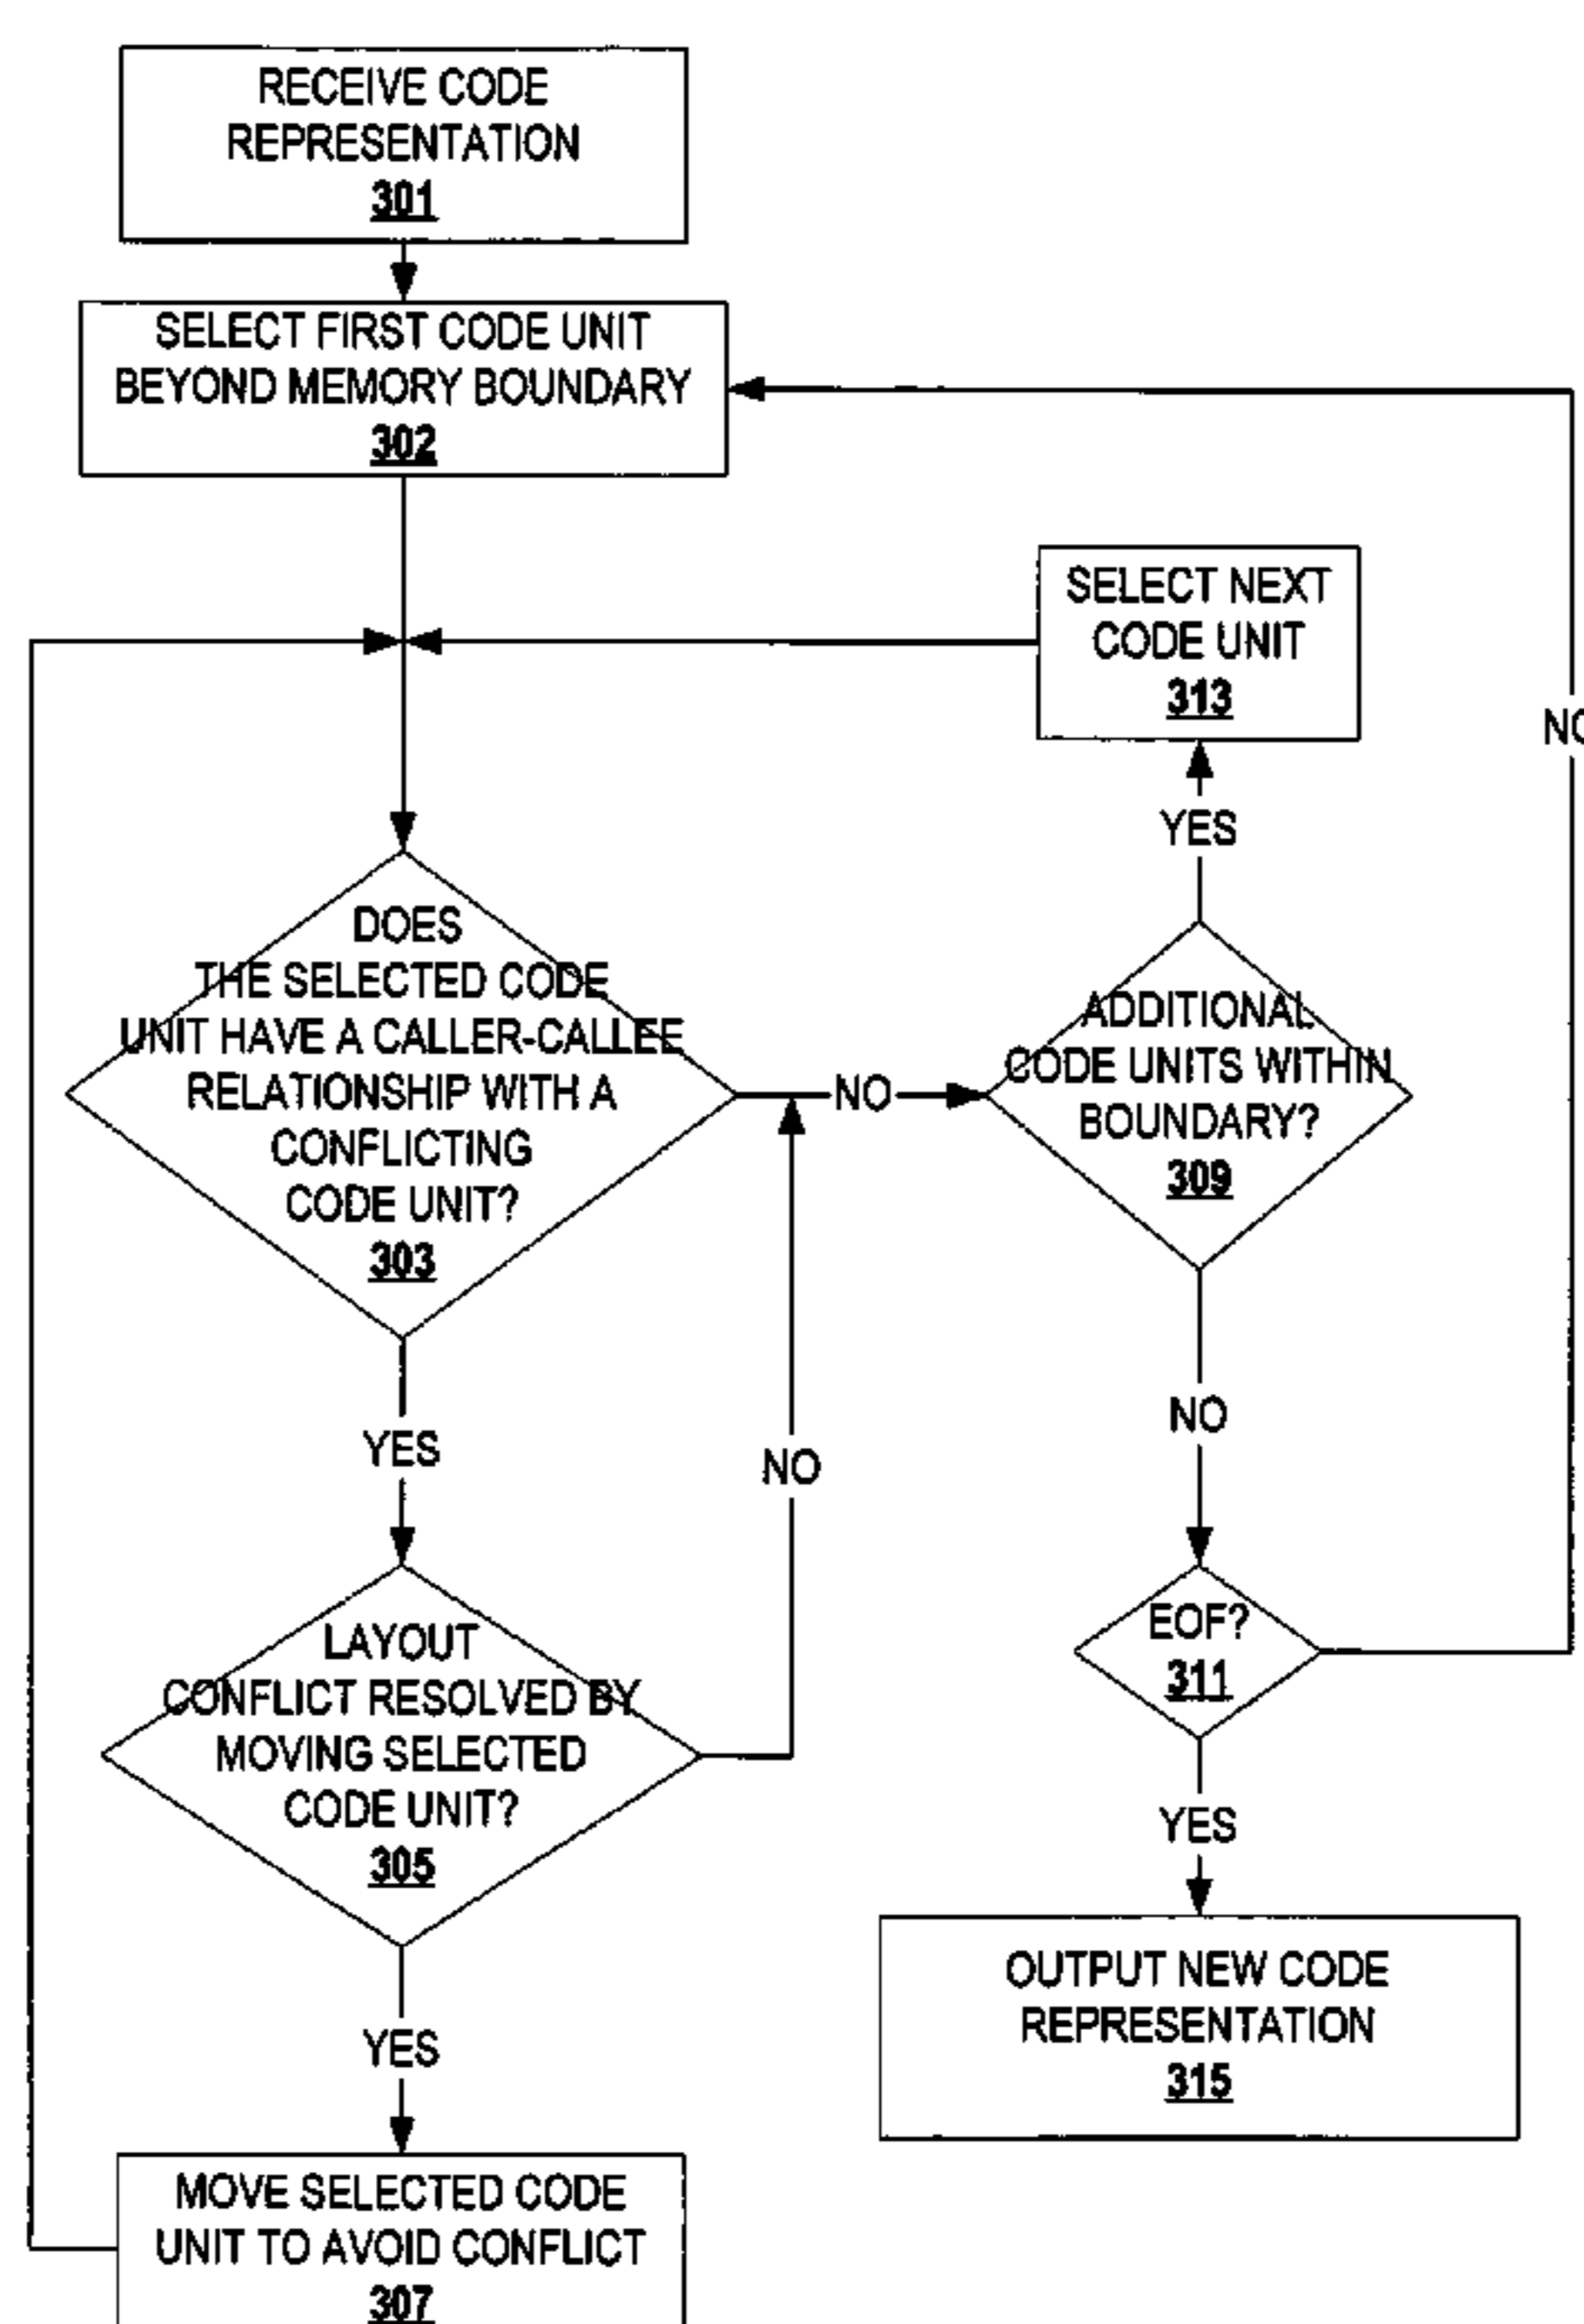 RECEIVE CODE
REPRESENTATION
301
SELECT FIRST CODE UNIT
BEYOND MEMORY BOUNDARY
302
SELECT NEXT
CODE UNIT
313
NO
YES
DOES
THE SELECTED CODE
UNIT HAVE A CALLER-CALLEE
RELATIONSHIP WITH A
CONFLICTING
CODE UNIT?
303
NO
ADDITIONAL
CODE UNITS WITHIN
BOUNDARY?
309
YES
NO
NO
LAYOUT
CONFLICT RESOLVED BY
MOVING SELECTED
CODE UNIT?
305
EOF?
311
YES
YES
OUTPUT NEW CODE
REPRESENTATION
315
MOVE SELECTED CODE
UNIT TO AVOID CONFLICT
307